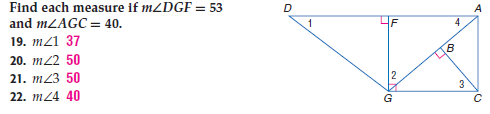 Find each measure if m∠DGF = 53
and m∠AGC = 40.
19. m∠1 37
20. m∠2 50
21. m∠3 50
22. m∠4 40
D
A
1
F
4
B
2
3
G
C